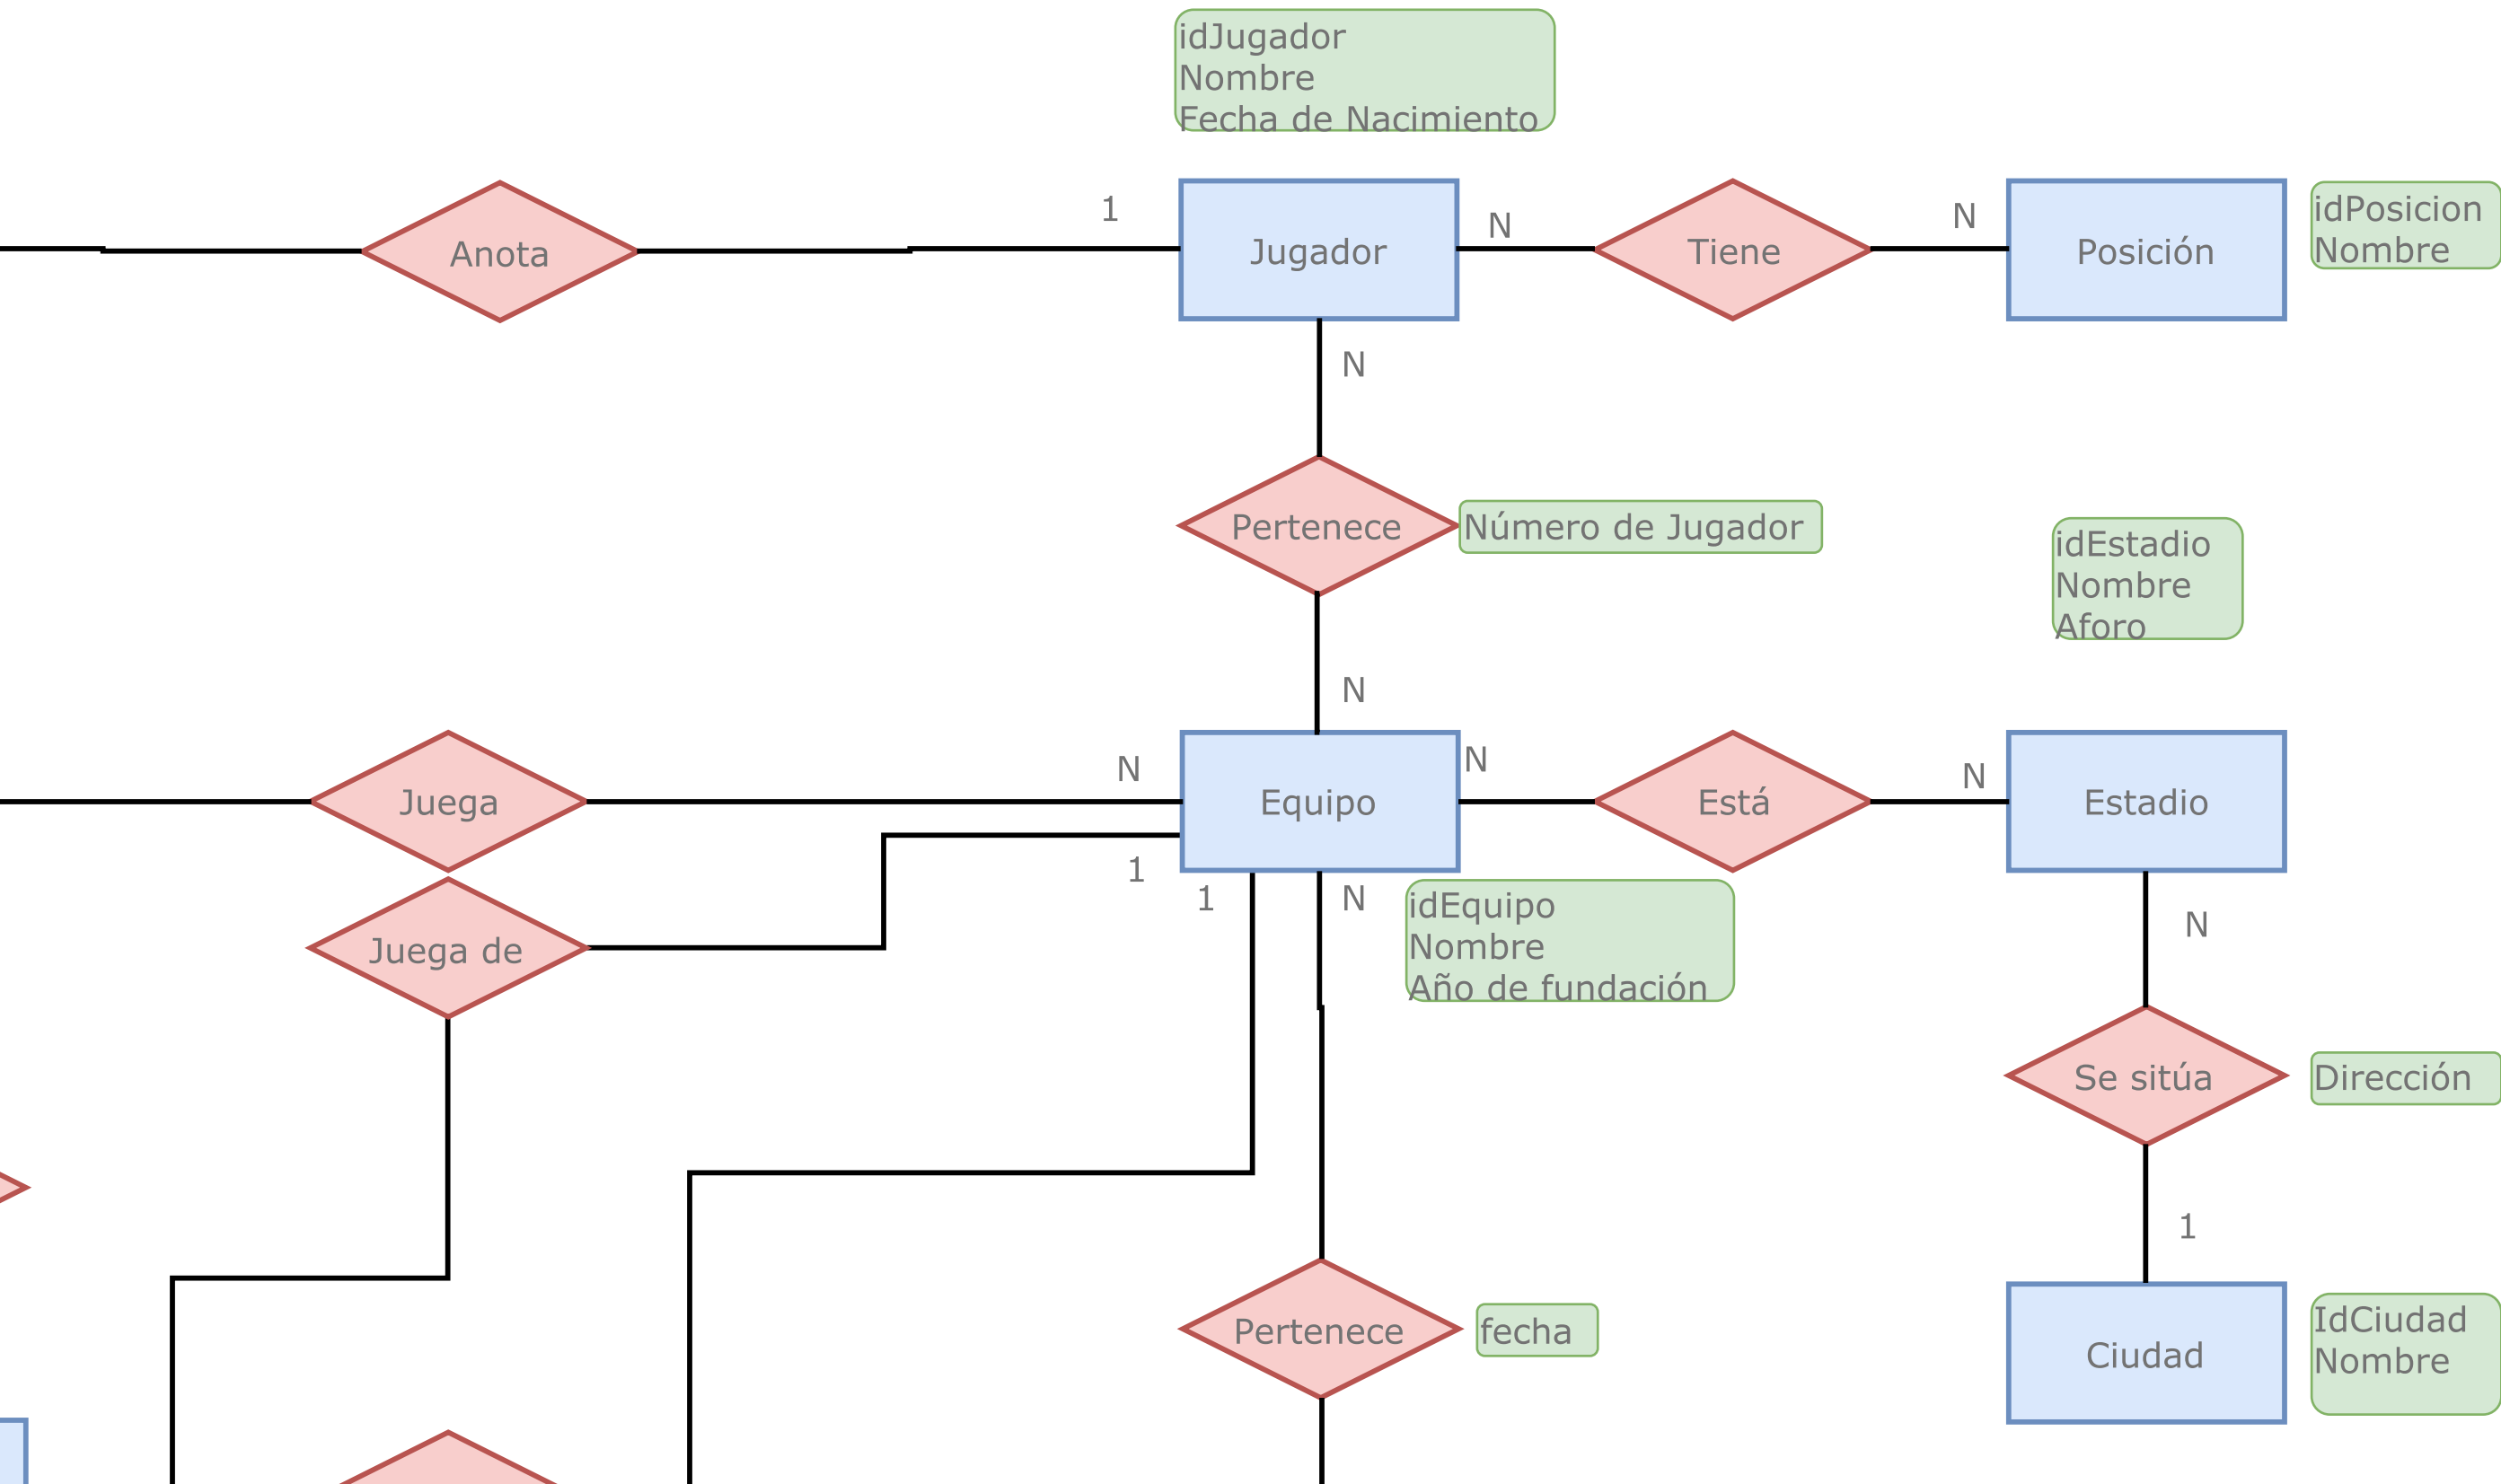 idJugador
Nombre
Fecha de Nacimiento
Anota
1
Jugador
N
Tiene
N
Posición
idPosicion
Nombre
N
Pertenece
Número de Jugador
idEstadio
Nombre
Aforo
N
Juega
N
Equipo
N
Está
N
Estadio
1
1
N
idEquipo
Nombre
Año de fundación
N
Juega de
Se sitúa
Dirección
1
Pertenece
fecha
Ciudad
IdCiudad
Nombre